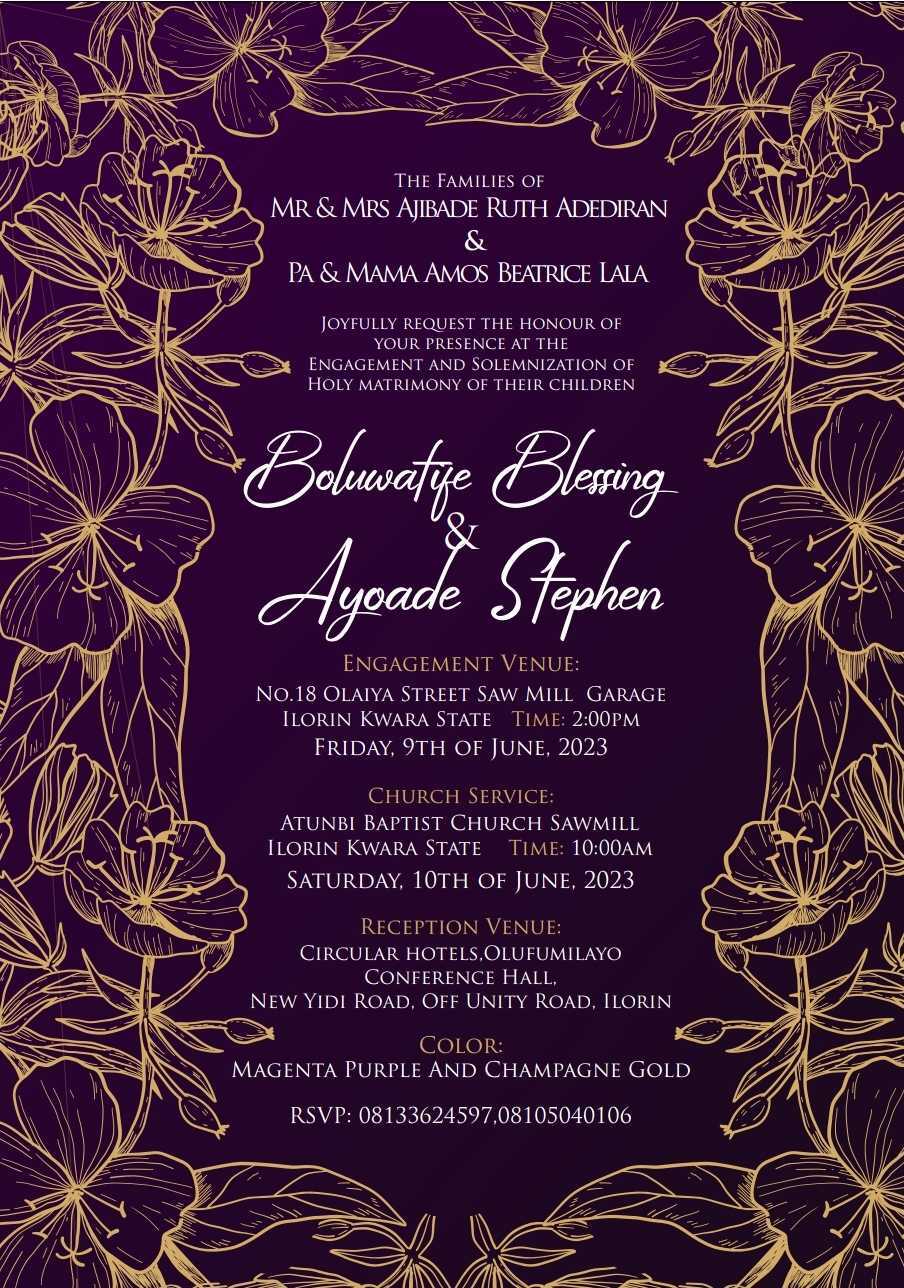 The Families of
Mr & Mrs Ajibade Ruth Adediran
&
Pa & Mama Amos Beatrice Lala
Joyfully request the honour of
your presence at the
Engagement and Solemnization of
Holy matrimony of their children
Boluwatife Blessing
&
Ayoade Stephen
Engagement Venue:
No.18 Olaiya Street Saw Mill Garage
Ilorin Kwara State Time: 2:00pm
Friday, 9th of June, 2023
Church Service:
Atunbi Baptist Church Sawmill
Ilorin Kwara State Time: 10:00am
Saturday, 10th of June, 2023
Reception Venue:
Circular hotels,Olufumilayo
Conference Hall,
New Yidi Road, Off Unity Road, Ilorin
Color:
Magenta Purple And Champagne Gold
RSVP: 08133624597,08105040106